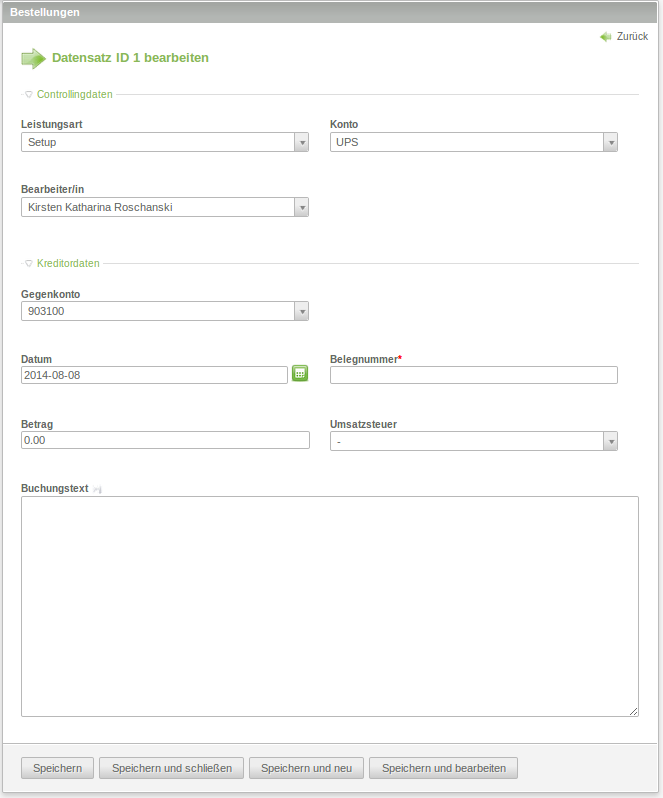 Bestellungen
Zurück
Datensatz ID 1 bearbeiten
Controllingdaten
Leistungsart Konto
Setup UPS
Bearbeiter/in
Kirsten Katharina Roschanski
Kreditordaten
Gegenkonto
903100
Datum Belegnummer*
2014-08-08
Betrag Umsatzsteuer
0.00 -
Buchungstext
Speichern Speichern und schließen Speichern und neu Speichern und bearbeiten